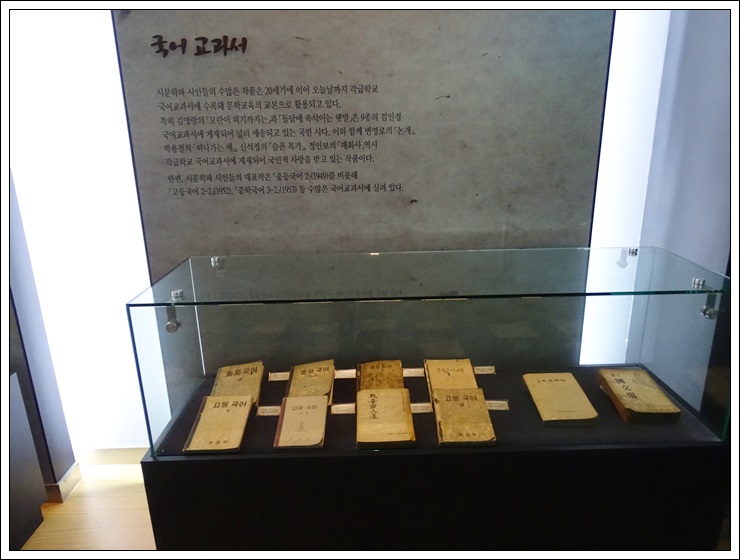 국어 교과서
시문학파 시인들의 수많은 작품은 20세기에 이어 오늘날까지 각급학교
국어교과서에 수록돼 문학교육의 교본으로 활용되고 있다.
특히 김영랑의 「모란이 피기까지는」과 「돌담에 속삭이는 햇발」은 9종의 검인정
국어교과서에 게재되어 널리 애송되고 있는 국민 시다. 이와 함께 변영로의 「논개」,
박용철의 「떠나가는 배」, 신석정의 「슬픈 목가」, 정인보의 「매화사」역시
각급학교 국어교과서에 게재되어 국민적 사랑을 받고 있는 작품이다.
한편, 시문학파 시인들의 대표작은 「중등국어 2」(1949)를 비롯해
「고등국어 2-2」(1952), 「중학국어 3-2」(1953) 등 수많은 국어교과서에 실려 있다.
중등 국어
중등 국어
고등 국어
고등 국어
고등 국어